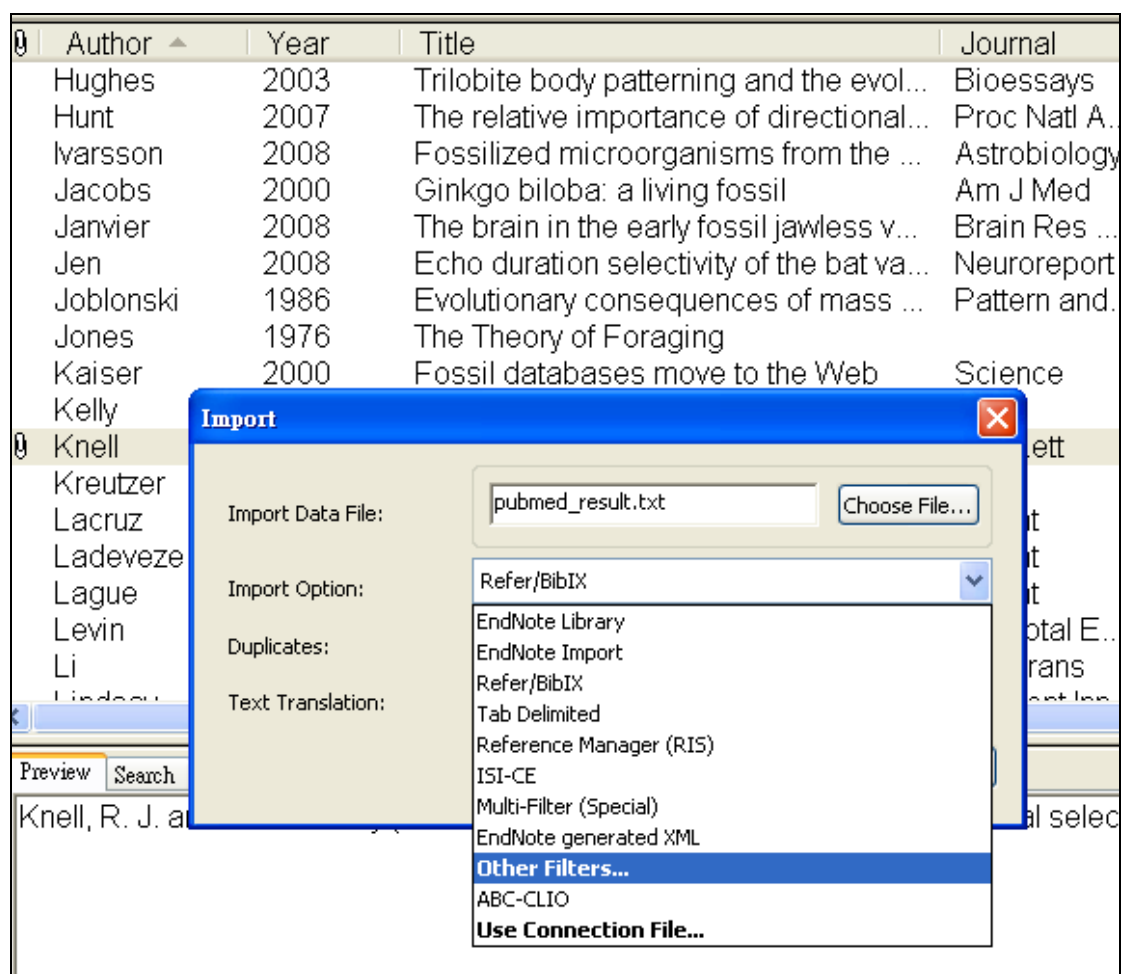 Author Year Title Journal
Hughes 2003 Trilobite body patterning and the evol... Bioessays
Hunt 2007 The relative importance of directional... Proc Natl A...
Ivarsson 2008 Fossilized microorganisms from the ... Astrobiology
Jacobs 2000 Ginkgo biloba: a living fossil Am J Med
Janvier 2008 The brain in the early fossil jawless v... Brain Res ...
Jen 2008 Echo duration selectivity of the bat va... Neuroreport
Joblonski 1986 Evolutionary consequences of mass ... Pattern and.
Jones 1976 The Theory of Foraging
Kaiser 2000 Fossil databases move to the Web Science
Kelly
Knell ett
Kreutzer
Lacruz
Ladeveze
Lague
Levin otal E..
Li rans
Import
Import Data File: pubmed_result.txt Choose File...
Import Option: Refer/BibIX
Duplicates:
Text Translation:
EndNote Library
EndNote Import
Refer/BibIX
Tab Delimited
Reference Manager (RIS)
ISI-CE
Multi-Filter (Special)
EndNote generated XML
Other Filters...
ABC-CLIO
Use Connection File...
Preview Search
Knell, R. J. al selec